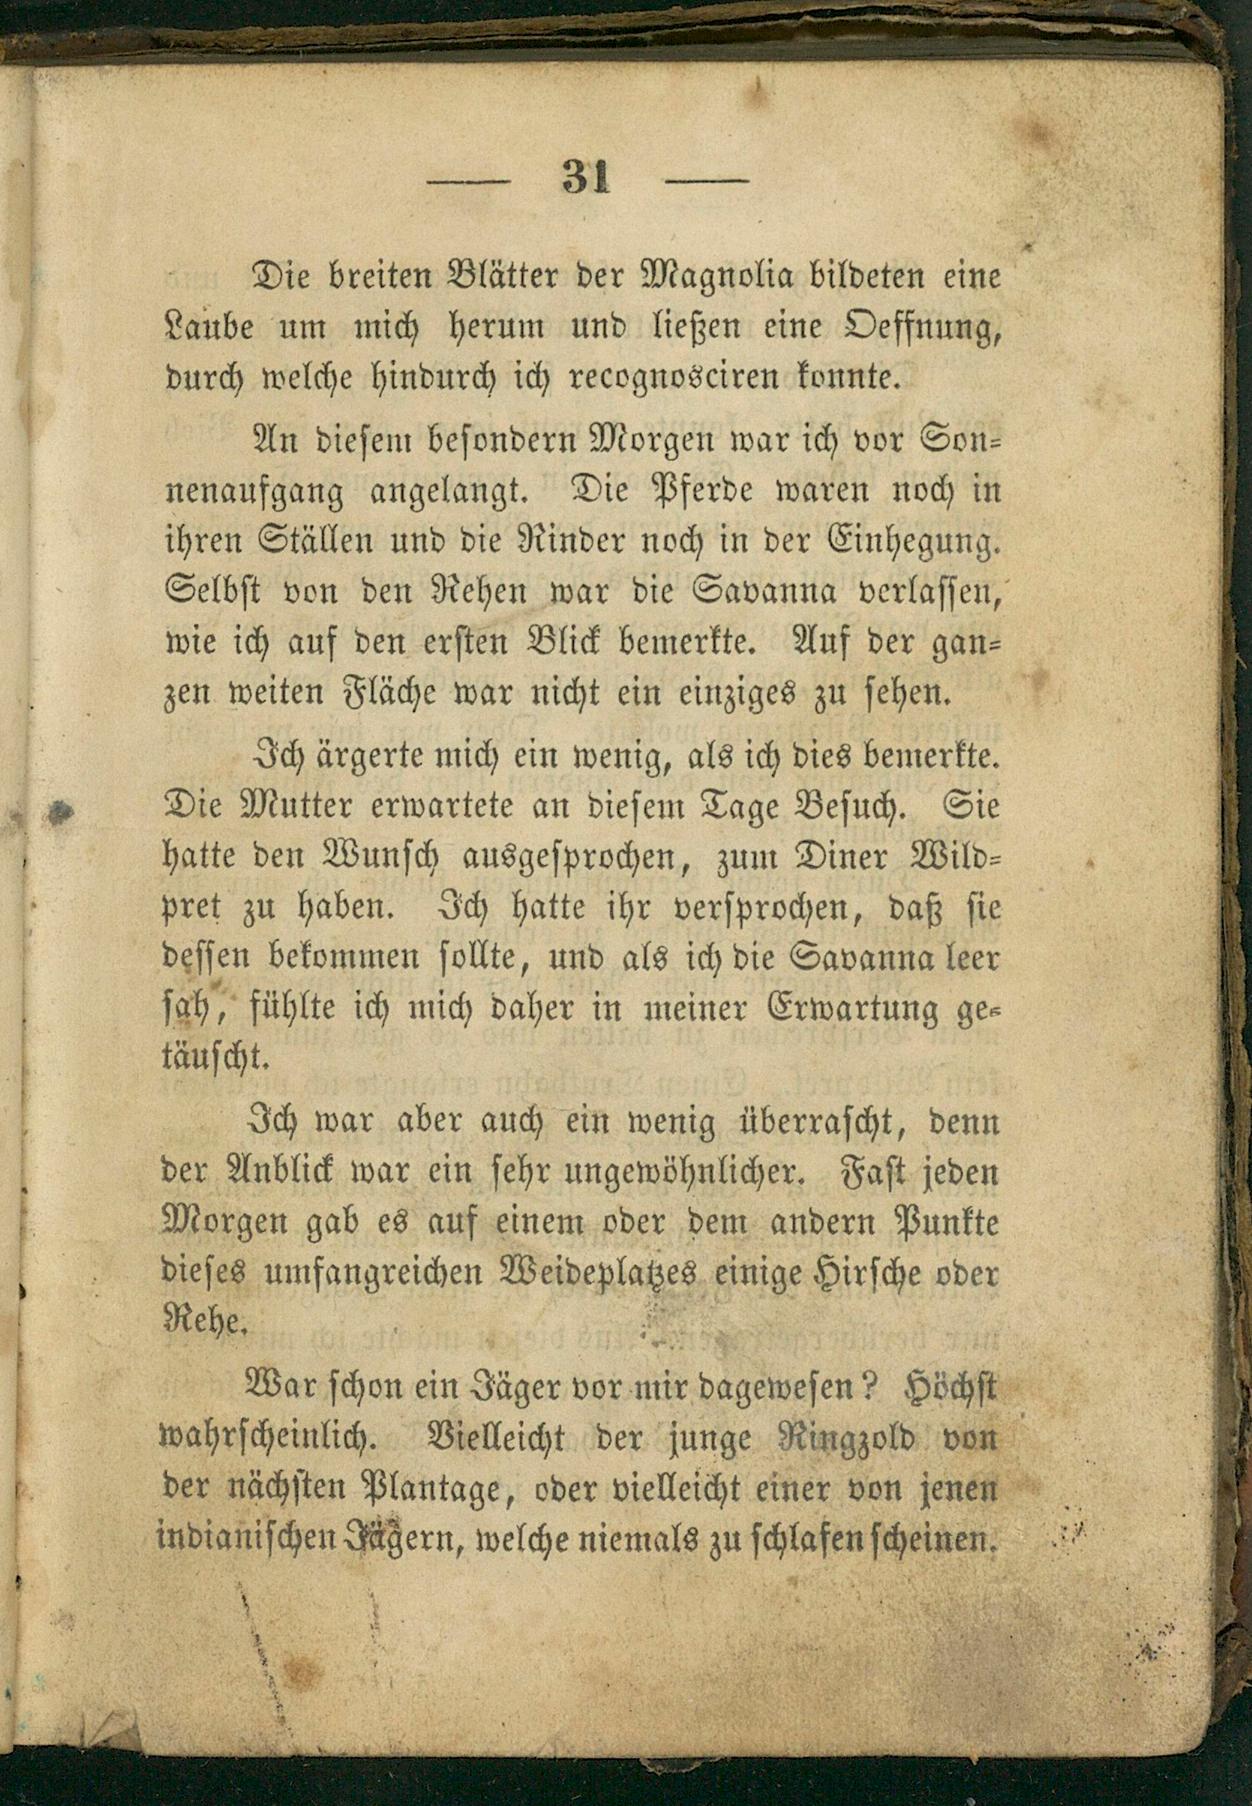 — 31 —
Die breiten Blätter der Magnolia bildeten eine
Laube um mich herum und ließen eine Oeffnung,
durch welche hindurch ich recognosciren konnte.
An diesem besondern Morgen war ich vor Son-
nenaufgang angelangt. Die Pferde waren noch in
ihren Ställen und die Rinder noch in der Einhegung.
Selbst von den Rehen war die Savanna verlassen,
wie ich auf den ersten Blick bemerkte. Auf der gan-
zen weiten Fläche war nicht ein einziges zu sehen.
Ich ärgerte mich ein wenig, als ich dies bemerkte.
Die Mutter erwartete an diesem Tage Besuch. Sie
hatte den Wunsch ausgesprochen, zum Diner Wild-
pret zu haben. Ich hatte ihr versprochen, daß sie
dessen bekommen sollte, und als ich die Savanna leer
sah, fühlte ich mich daher in meiner Erwartung ge-
täuscht.
Ich war aber auch ein wenig überrascht, denn
der Anblick war ein sehr ungewöhnlicher. Fast jeden
Morgen gab es auf einem oder dem andern Punkte
dieses umfangreichen Weideplatzes einige Hirsche oder
Rehe.
War schon ein Jäger vor mir dagewesen? Höchst
wahrscheinlich. Vielleicht der junge Ringzold von
der nächsten Plantage, oder vielleicht einer von jenen
indianischen Jägern, welche niemals zu schlafen scheinen.